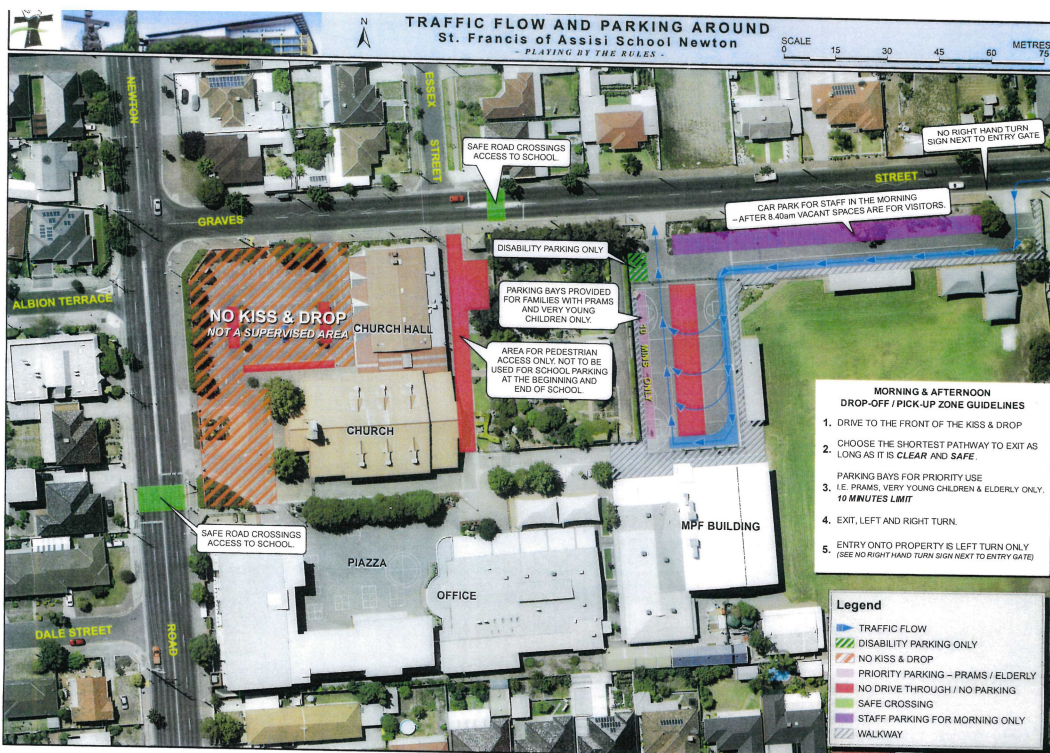 TRAFFIC FLOW AND PARKING AROUND
St. Francis of Assisi School Newton
- PLAYING BY THE RULES -
N
SCALE
METRES
0 15 30 45 60 75
NEWTON
ESSEX
STREET
SAFE ROAD CROSSINGS
ACCESS TO SCHOOL.
NO RIGHT HAND TURN
SIGN NEXT TO ENTRY GATE
GRAVES
STREET
CAR PARK FOR STAFF IN THE MORNING
– AFTER 8.40am VACANT SPACES ARE FOR VISITORS.
DISABILITY PARKING ONLY
ALBION TERRACE
NO KISS & DROP
NOT A SUPERVISED AREA
CHURCH HALL
PARKING BAYS PROVIDED
FOR FAMILIES WITH PRAMS
AND VERY YOUNG
CHILDREN ONLY.
10 MINS ONLY
AREA FOR PEDESTRIAN
ACCESS ONLY. NOT TO BE
USED FOR SCHOOL PARKING
AT THE BEGINNING AND
END OF SCHOOL.
CHURCH
MORNING & AFTERNOON
DROP-OFF / PICK-UP ZONE GUIDELINES
1. DRIVE TO THE FRONT OF THE KISS & DROP
2. CHOOSE THE SHORTEST PATHWAY TO EXIT AS
LONG AS IT IS CLEAR AND SAFE.
3. PARKING BAYS FOR PRIORITY USE
I.E. PRAMS, VERY YOUNG CHILDREN & ELDERLY ONLY.
10 MINUTES LIMIT
4. EXIT, LEFT AND RIGHT TURN.
5. ENTRY ONTO PROPERTY IS LEFT TURN ONLY
(SEE NO RIGHT HAND TURN SIGN NEXT TO ENTRY GATE)
SAFE ROAD CROSSINGS
ACCESS TO SCHOOL.
MPF BUILDING
PIAZZA
OFFICE
DALE STREET
ROAD
Legend
TRAFFIC FLOW
DISABILITY PARKING ONLY
NO KISS & DROP
PRIORITY PARKING – PRAMS / ELDERLY
NO DRIVE THROUGH / NO PARKING
SAFE CROSSING
STAFF PARKING FOR MORNING ONLY
WALKWAY